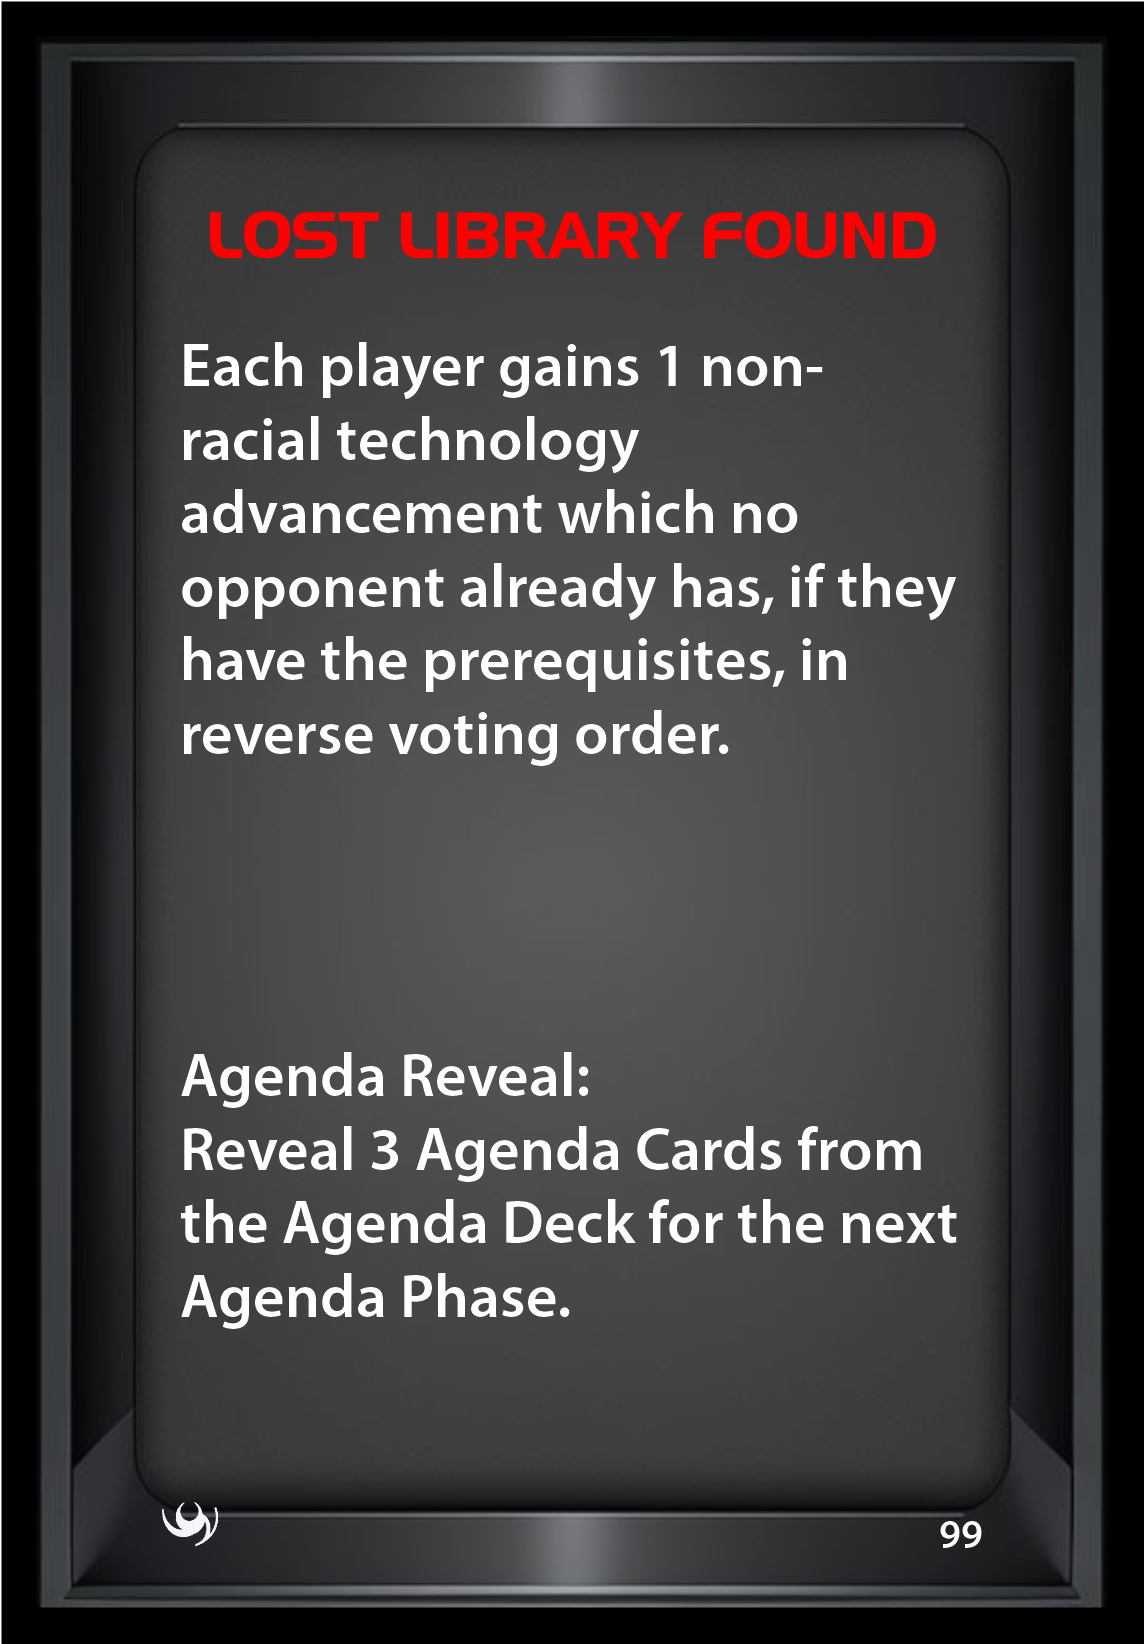 LOST LIBRARY FOUND
Each player gains 1 non-
racial technology
advancement which no
opponent already has, if they
have the prerequisites, in
reverse voting order.
Agenda Reveal:
Reveal 3 Agenda Cards from
the Agenda Deck for the next
Agenda Phase.
99